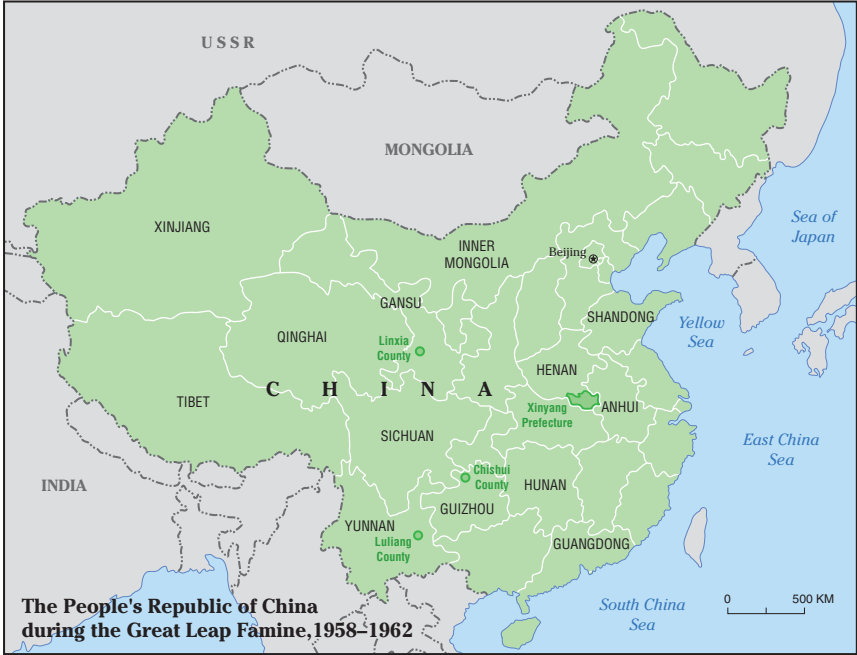 USSR
MONGOLIA
XINJIANG
Sea of
Japan
INNER
MONGOLIA
Beijing
GANSU
SHANDONG
QINGHAI
Yellow
Sea
Linxia
County
HENAN
C H I N A
TIBET
Xinyang
Prefecture
ANHUI
SICHUAN
East China
Sea
Chishui
County
INDIA
HUNAN
GUIZHOU
YUNNAN
Luliang
County
GUANGDONG
The People's Republic of China
during the Great Leap Famine,1958–1962
South China
Sea
0 500 KM